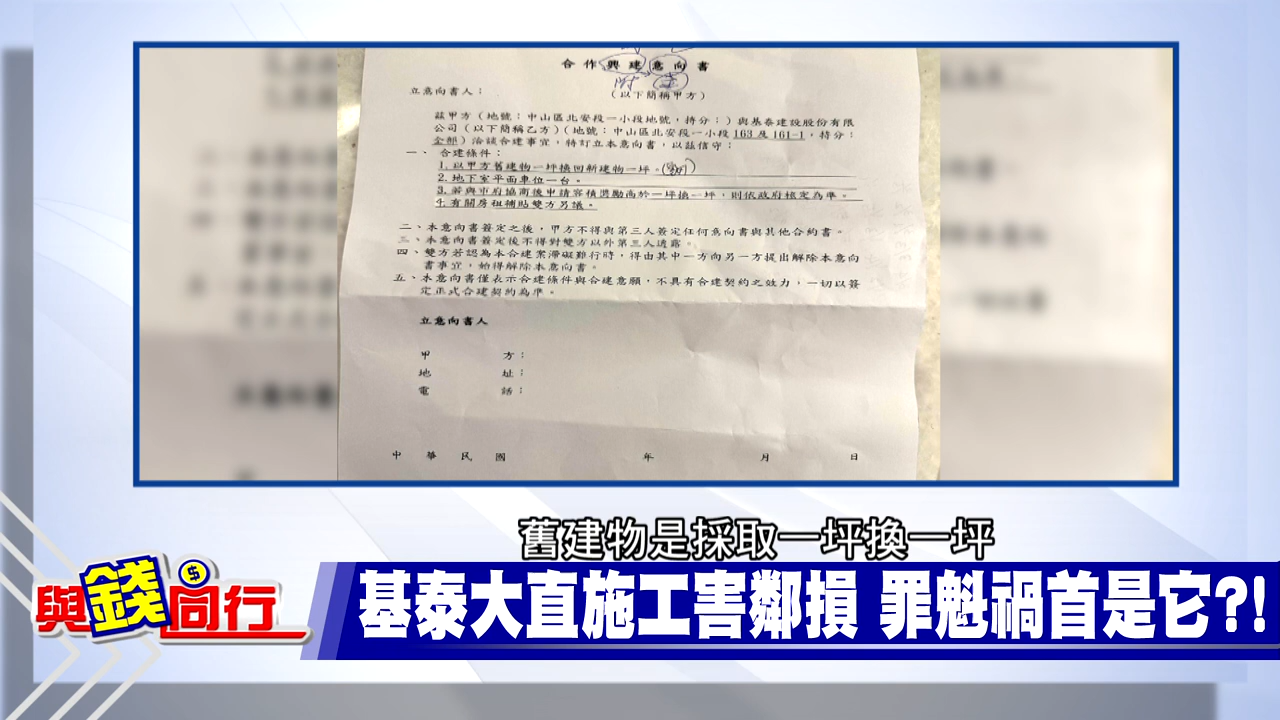 合作興建意向書
附
立意向書人：
（以下簡稱甲方）
茲甲方（地號：中山區北安段一小段地號，持分：）與基泰建設股份有限
公司（以下簡稱乙方）（地號：中山區北安段一小段 163 及 161-1，持分：
全部）洽談合建事宜，特訂立本意向書，以茲信守：
一、 合建條件：
1. 以甲方舊建物一坪換回新建物一坪。
2. 地下室平面車位一台。
3. 若與市府協商後申請容積獎勵高於一坪換一坪，則依政府核定為準。
4. 有關房租補貼雙方另議。
二、本意向書簽定之後，甲方不得與第三人簽定任何意向書與其他合約書。
三、本意向書簽定後不得對雙方以外第三人透露。
四、雙方若認為本合建案滯礙難行時，得由其中一方向另一方提出解除本意向
書事宜，始得解除本意向書。
五、本意向書僅表示合建條件與合建意願，不具有合建契約之效力，一切以簽
定正式合建契約為準。
立意向書人
甲 方：
地 址：
電 話：
中 華 民 國 年 月 日
舊建物是採取一坪換一坪
與錢同行
基泰大直施工害鄰損 罪魁禍首是它?!